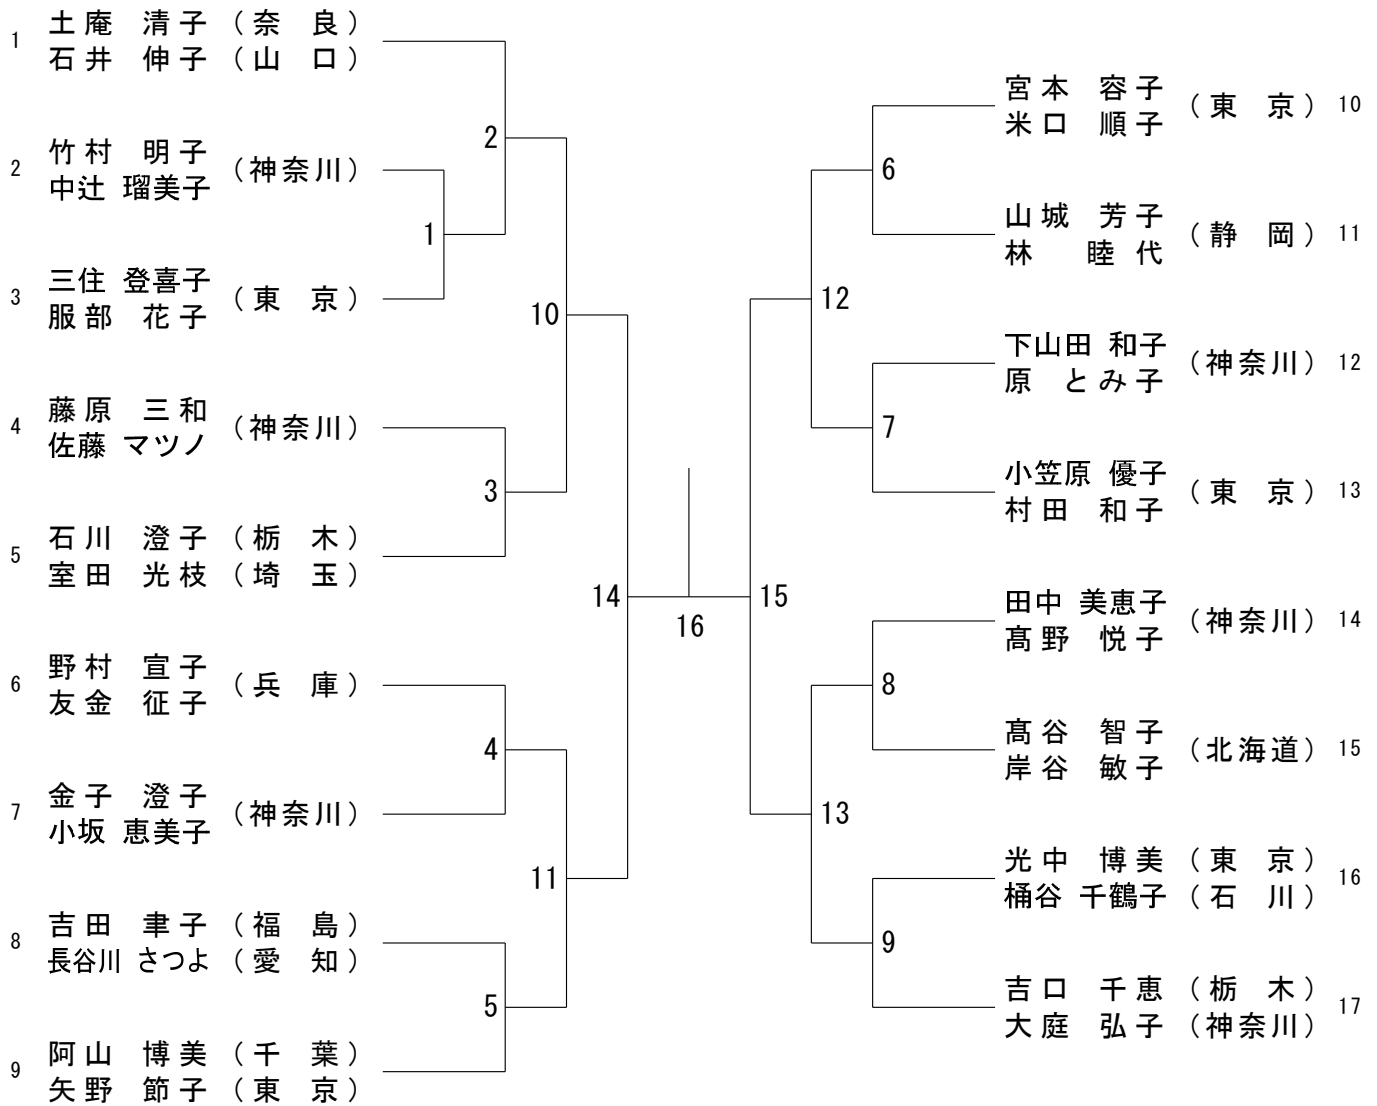 1 土庵 清子 (奈 良)
石井 伸子 (山 口)
2 竹村 明子 (神奈川)
中辻 瑠美子
3 三住 登喜子 (東 京)
服部 花子
4 藤原 三和 (神奈川)
佐藤 マツノ
5 石川 澄子 (栃 木)
室田 光枝 (埼 玉)
6 野村 宣子 (兵 庫)
友金 征子
7 金子 澄子 (神奈川)
小坂 恵美子
8 吉田 聿子 (福 島)
長谷川 さつよ (愛 知)
9 阿山 博美 (千 葉)
矢野 節子 (東 京)
2
1
10
3
14
4
11
5
16
15
12
6
7
13
8
9
宮本 容子 (東 京) 10
米口 順子
山城 芳子 (静 岡) 11
林 睦代
下山田 和子 (神奈川) 12
原 とみ子
小笠原 優子 (東 京) 13
村田 和子
田中 美恵子 (神奈川) 14
髙野 悦子
髙谷 智子 (北海道) 15
岸谷 敏子
光中 博美 (東 京) 16
桶谷 千鶴子 (石 川)
吉口 千恵 (栃 木) 17
大庭 弘子 (神奈川)